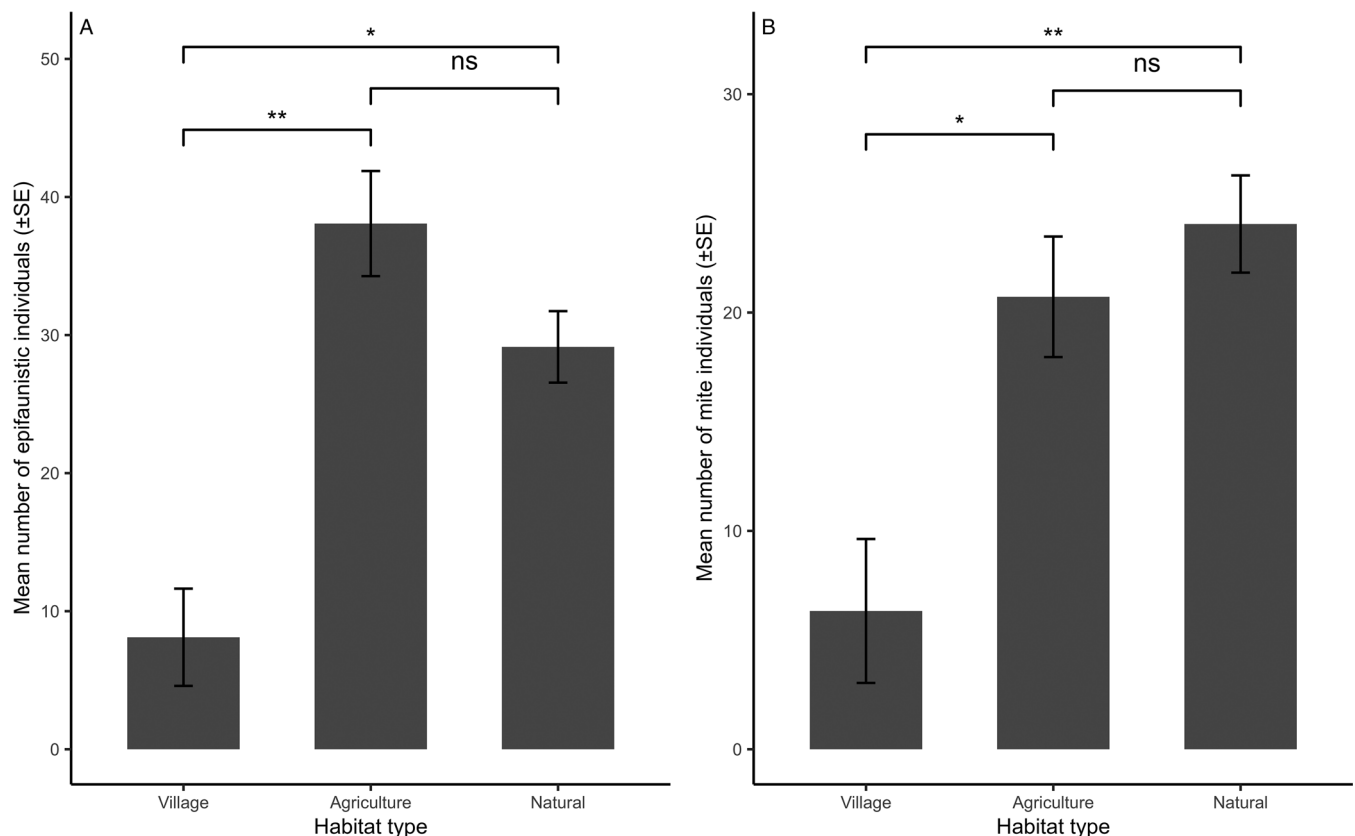 A
*
ns
**
50
40
30
20
10
0
Mean number of epifaunistic individuals (±SE)
Village Agriculture Natural
Habitat type
B
**
ns
*
30
20
10
0
Mean number of mite individuals (±SE)
Village Agriculture Natural
Habitat type